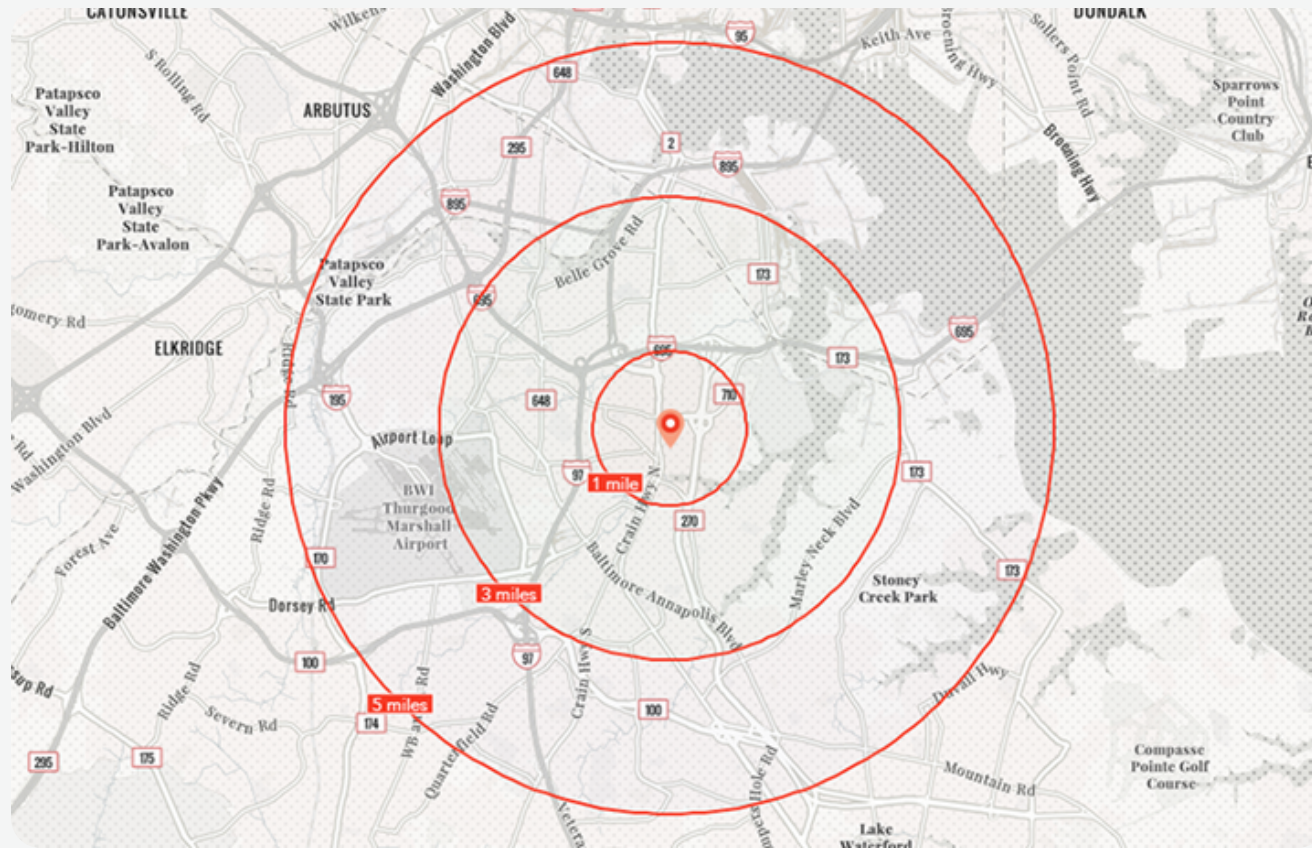 CATONSVILLE
DUNDALK
Washington Blvd
95
Keith Ave
Broening Hwy
Sollers Point Rd
S Rolling Rd
648
Patapsco
Valley
State
Park-Hilton
ARBUTUS
Sparrows
Point
Country
Club
295
2
895
Broening Hwy
Patapsco
Valley
State
Park-Avalon
895
Belle Grove Rd
Patapsco
Valley
State Park
173
695
695
ELKRIDGE
695
173
195
648
710
Washington Blvd
Airport Loop
97
173
1 mile
BWI
Thurgood
Marshall
Airport
Ridge Rd
Crain Hwy N
270
Baltimore Washington Pkwy
170
Marley Neck Blvd
173
Baltimore Annapolis Blvd
Stoney
Creek Park
3 miles
Dorsey Rd
97
100
Ridge Rd
Duvall Hwy
5 miles
174
100
Severn Rd
Quarterfield Rd
295
175
Compasse
Pointe Golf
Course
Mountain Rd
Lake
Waterford